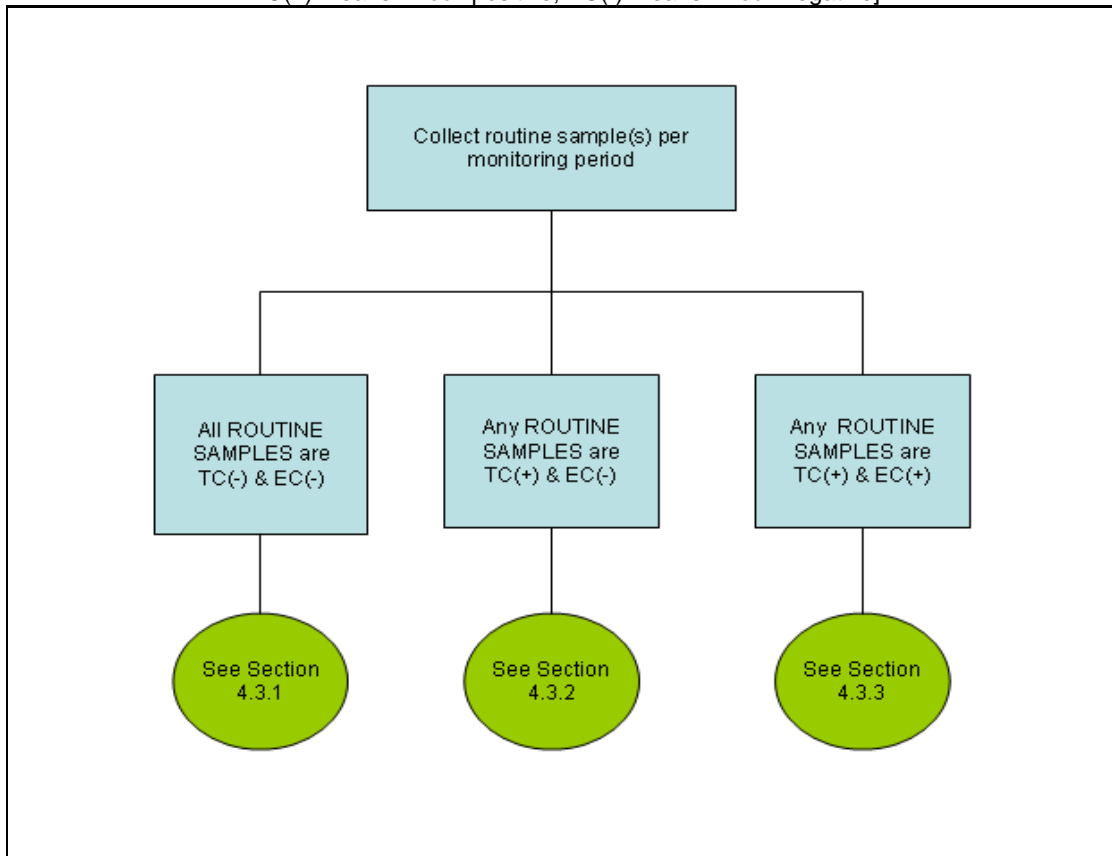 Collect routine sample(s) per
monitoring period
All ROUTINE
SAMPLES are
TC(-) & EC(-)
Any ROUTINE
SAMPLES are
TC(+) & EC(-)
Any ROUTINE
SAMPLES are
TC(+) & EC(+)
See Section
4.3.1
See Section
4.3.2
See Section
4.3.3